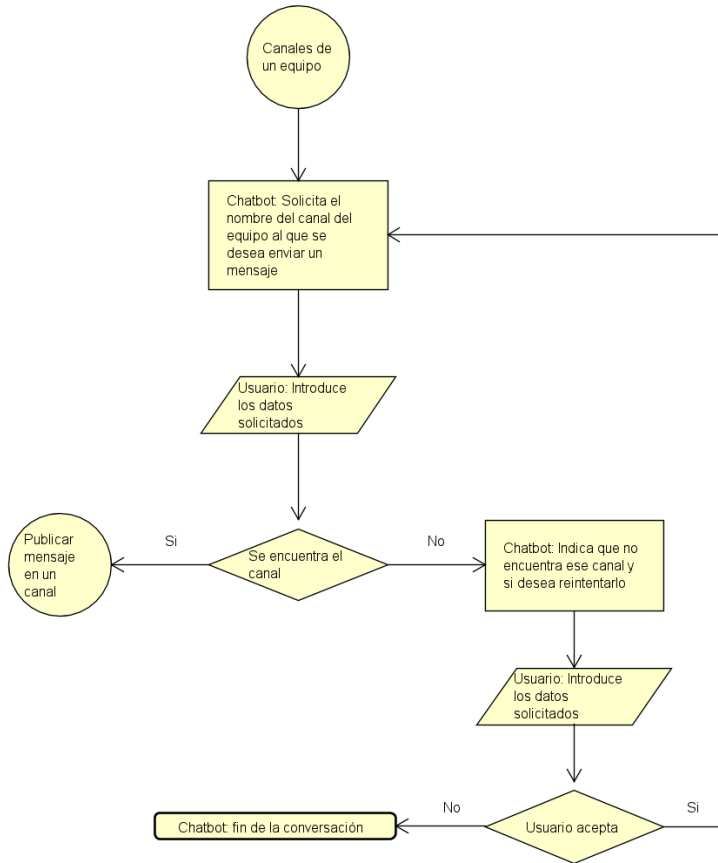 Canales de
un equipo
Chatbot: Solicita el
nombre del canal del
equipo al que se
desea enviar un
mensaje
Usuario: Introduce
los datos
solicitados
Publicar
mensaje
en un
canal
Si
Se encuentra el
canal
No
Chatbot: Indica que no
encuentra ese canal y
si desea reintentarlo
Usuario: Introduce
los datos
solicitados
Chatbot: fin de la conversación
No
Usuario acepta
Si